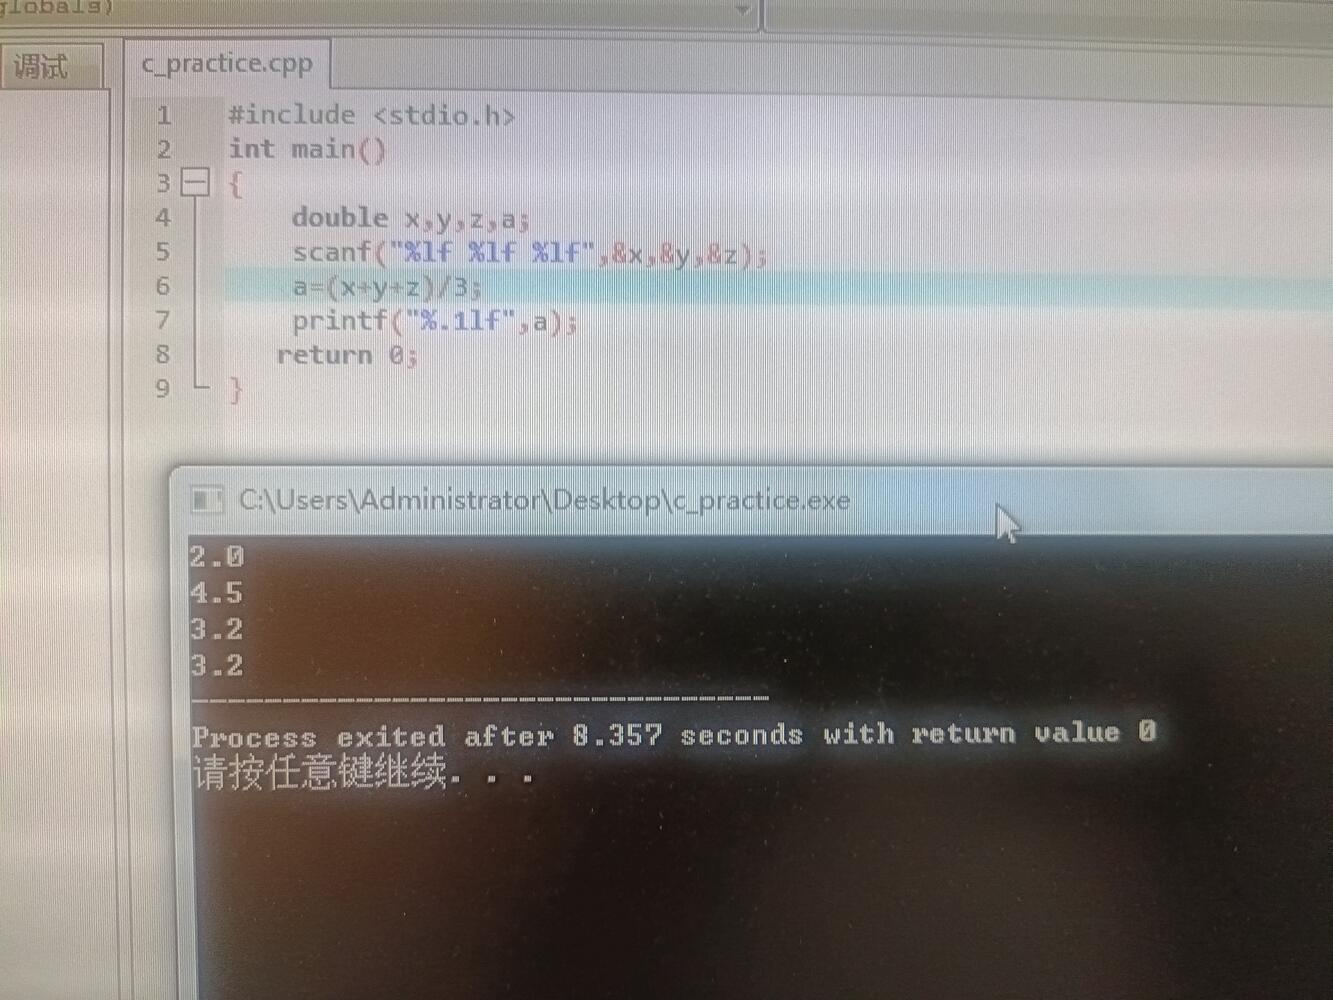 globals)
调试
c_practice.cpp
1 #include <stdio.h>
2 int main()
3 {
4 double x,y,z,a;
5 scanf("%lf %lf %lf",&x,&y,&z);
6 a=(x+y+z)/3;
7 printf("%.1lf",a);
8 return 0;
9 }
C:\Users\Administrator\Desktop\c_practice.exe
2.0
4.5
3.2
3.2
--------------------------------
Process exited after 8.357 seconds with return value 0
请按任意键继续. . .